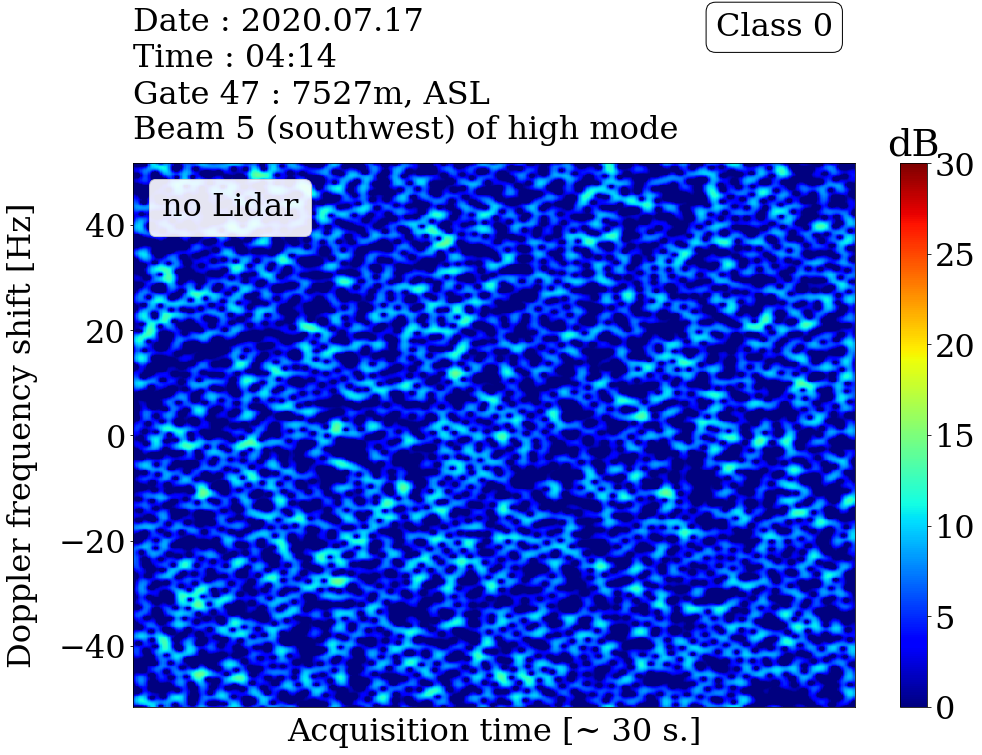 Date : 2020.07.17
Class 0
Time : 04:14
Gate 47 : 7527m, ASL
Beam 5 (southwest) of high mode
dB
no Lidar
Doppler frequency shift [Hz]
40
20
0
−20
−40
30
25
20
15
10
5
0
Acquisition time [~ 30 s.]